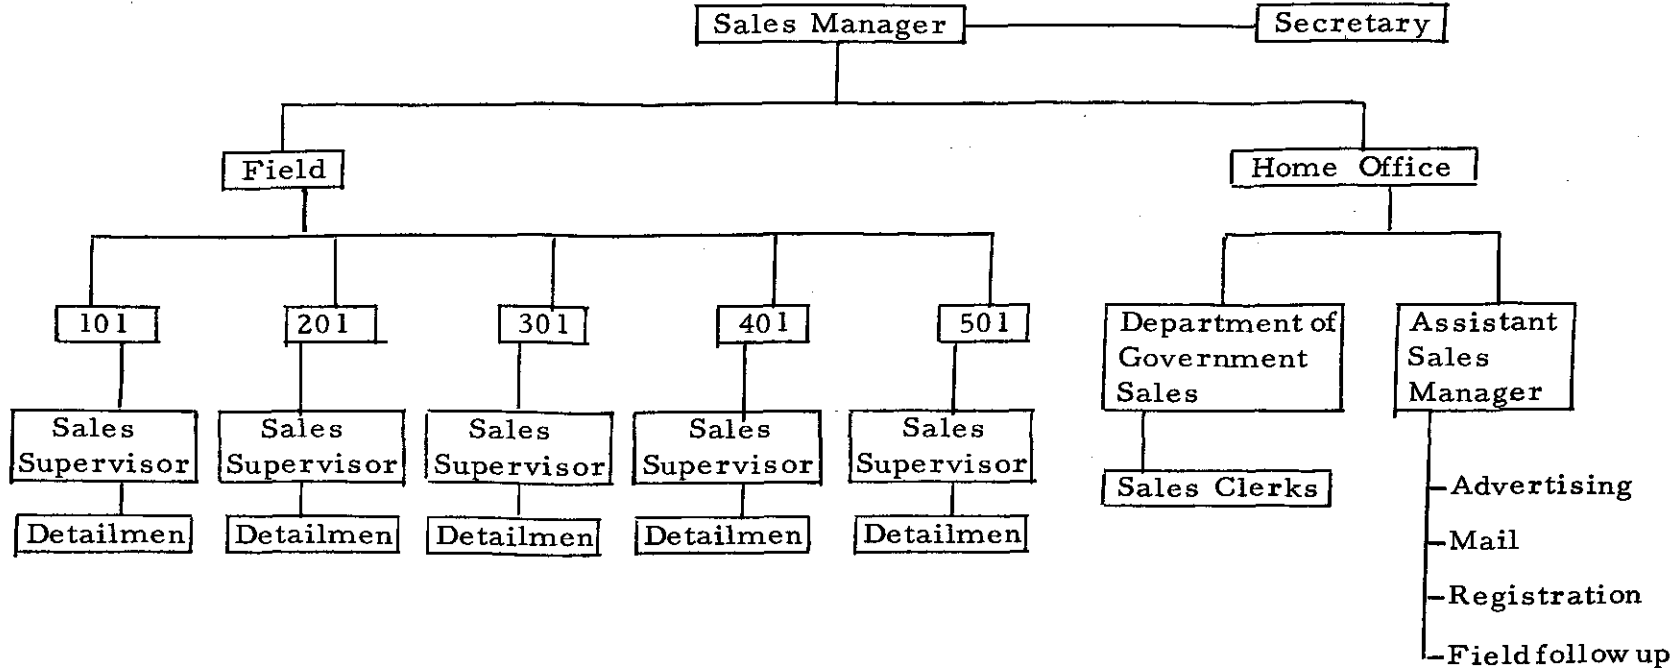 Sales Manager
Secretary
Field
Home Office
101
201
301
401
501
Department of
Government
Sales
Assistant
Sales
Manager
Sales
Supervisor
Sales
Supervisor
Sales
Supervisor
Sales
Supervisor
Sales
Supervisor
Sales Clerks
Detailmen
Detailmen
Detailmen
Detailmen
Detailmen
Advertising
Mail
Registration
Field follow up